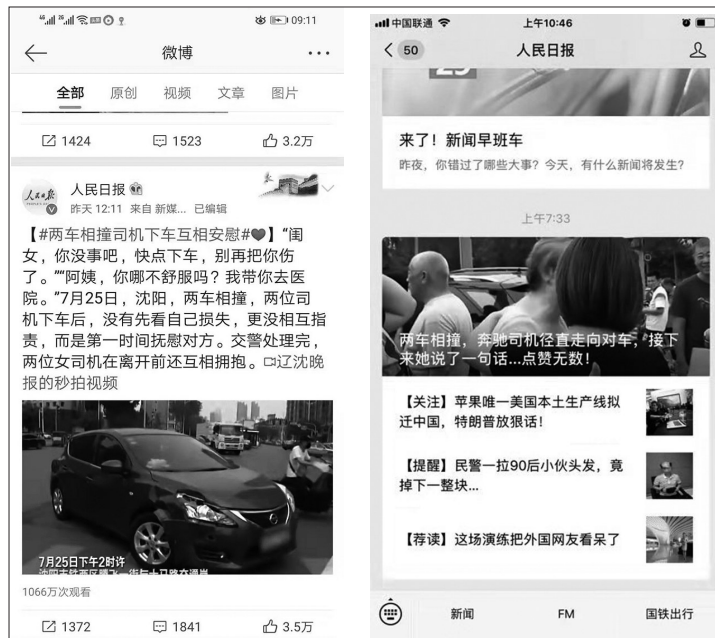 4G 2G 09:11
微博
全部 原创 视频 文章 图片
1424 1523 3.2万
人民日报
人民日报
昨天 12:11 来自 新媒... 已编辑
【#两车相撞司机下车互相安慰#】“闺
女，你没事吧，快点下车，别再把你伤
了。”“阿姨，你哪不舒服吗？我带你去医
院。”7月25日，沈阳，两车相撞，两位司
机下车后，没有先看自己损失，更没相互指
责，而是第一时间抚慰对方。交警处理完，
两位女司机在离开前还互相拥抱。辽沈晚
报的秒拍视频
7月25日下午2时许
1066万次观看
1372 1841 3.5万
中国联通 上午10:46
50 人民日报
来了！新闻早班车
昨夜，你错过了哪些大事？今天，有什么新闻将发生？
上午7:33
两车相撞，奔驰司机径直走向对车，接下
来她说了一句话...点赞无数！
【关注】苹果唯一美国本土生产线拟
迁中国，特朗普放狠话！
【提醒】民警一拉90后小伙头发，竟
掉下一整块...
【荐读】这场演练把外国网友看呆了
新闻 FM 国铁出行